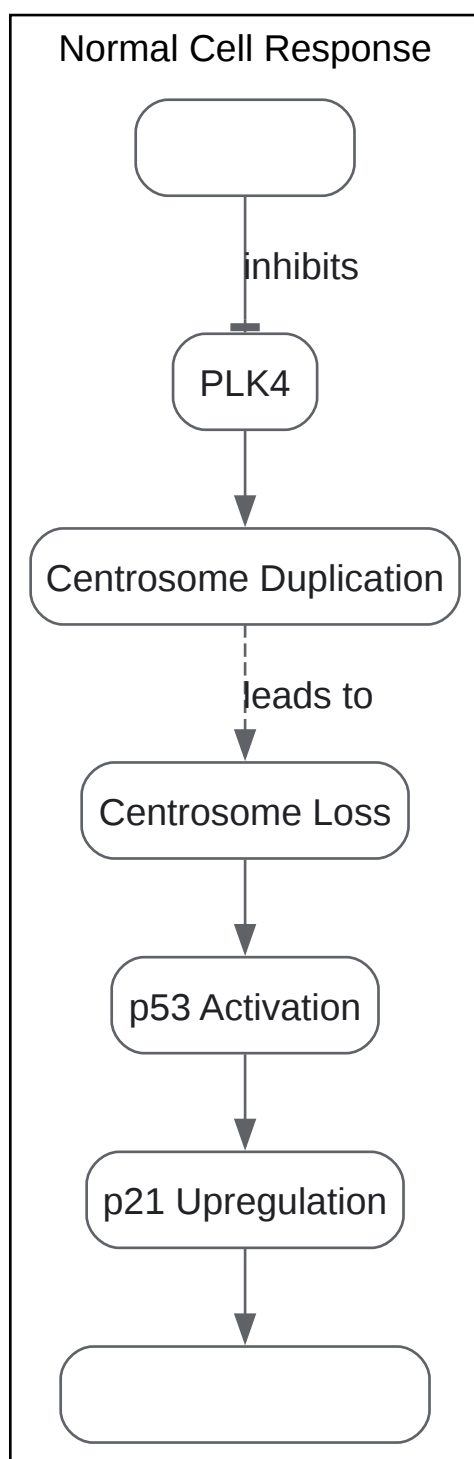 Normal Cell Response
inhibits
PLK4
Centrosome Duplication
leads to
Centrosome Loss
p53 Activation
p21 Upregulation